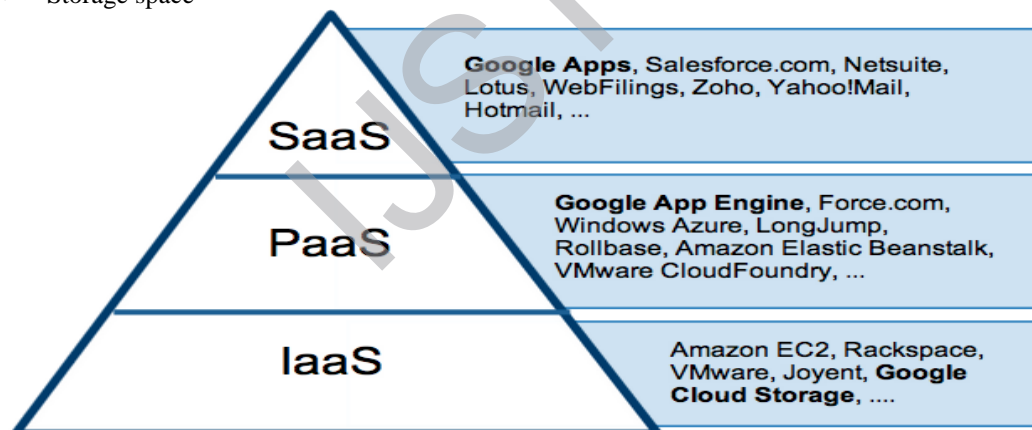 Storage space
Google Apps, Salesforce.com, Netsuite,
Lotus, WebFilings, Zoho, Yahoo!Mail,
Hotmail, ...
SaaS
Google App Engine, Force.com,
Windows Azure, LongJump,
Rollbase, Amazon Elastic Beanstalk,
VMware CloudFoundry, ...
PaaS
Amazon EC2, Rackspace,
VMware, Joyent, Google
Cloud Storage, ....
IaaS